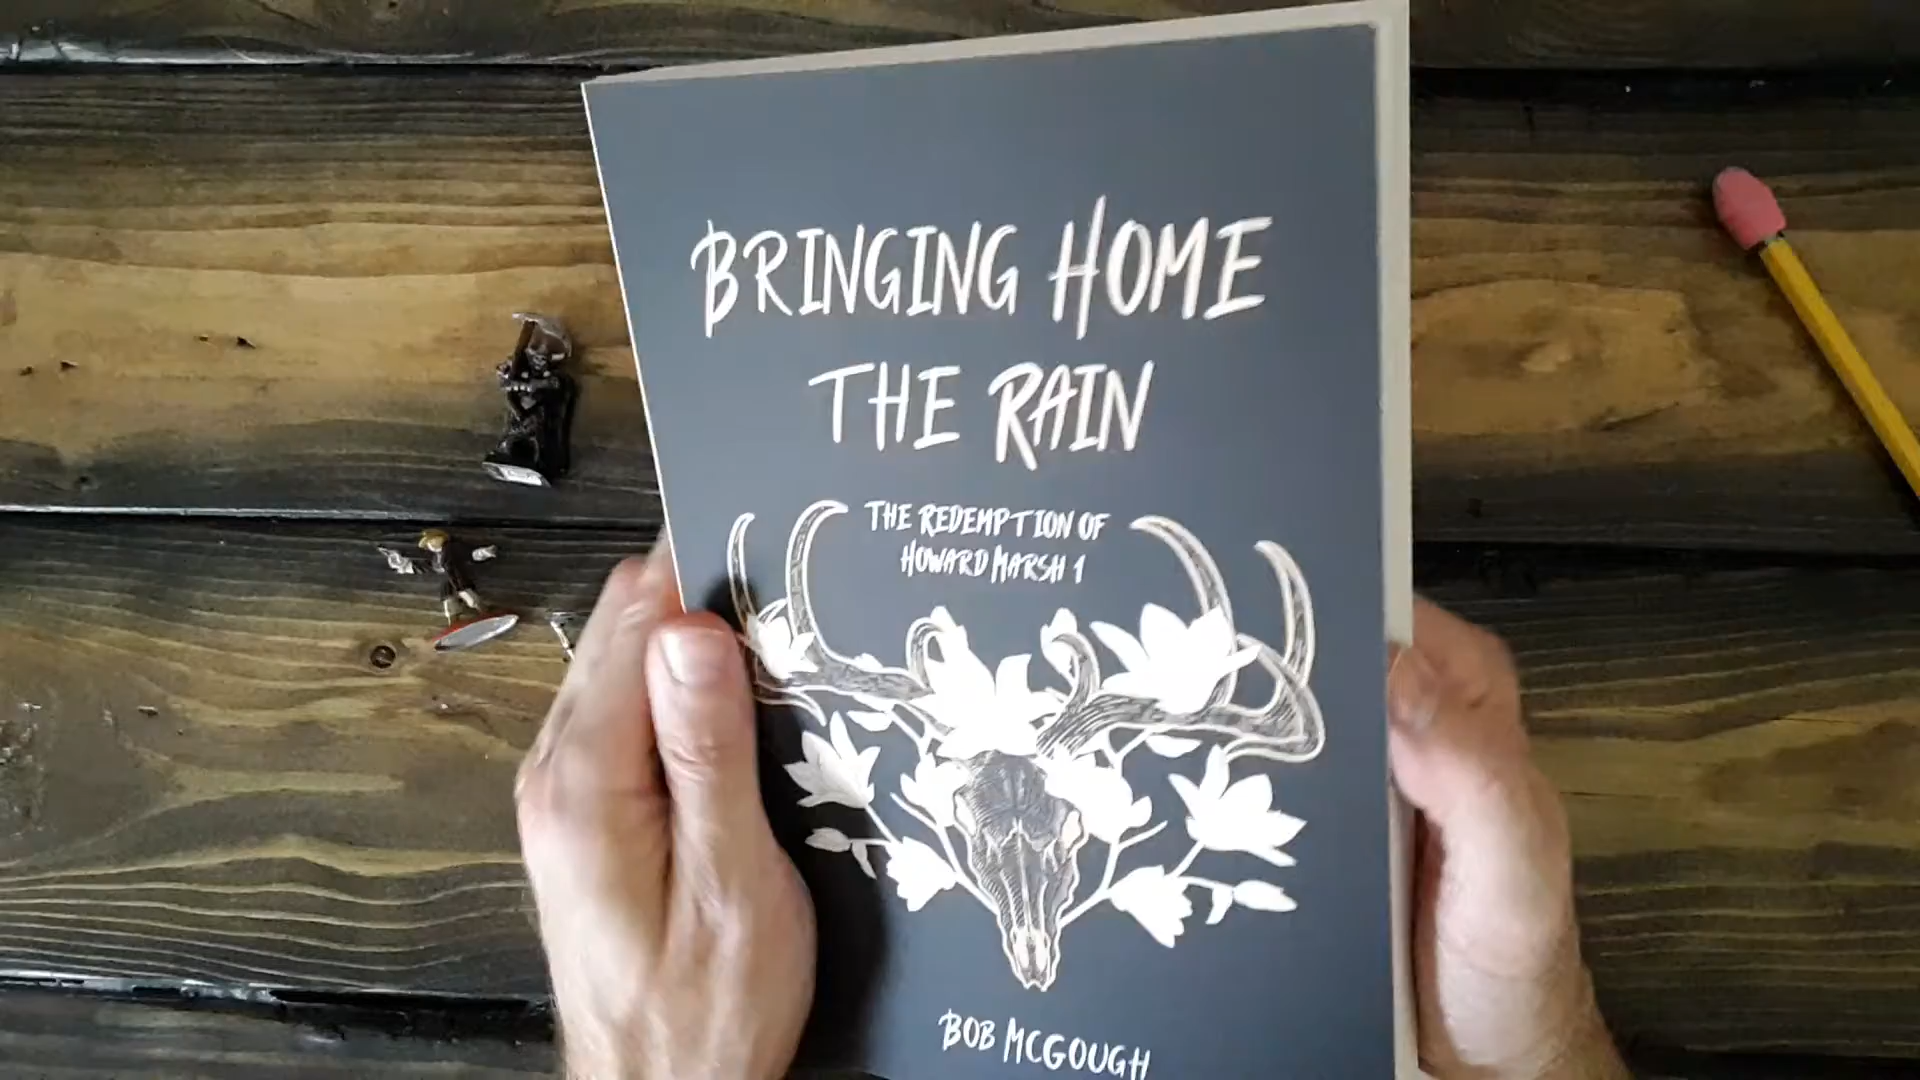 BRINGING HOME
THE RAIN
THE REDEMPTION OF
HOWARD MARSH 1
BOB MCGOUGH